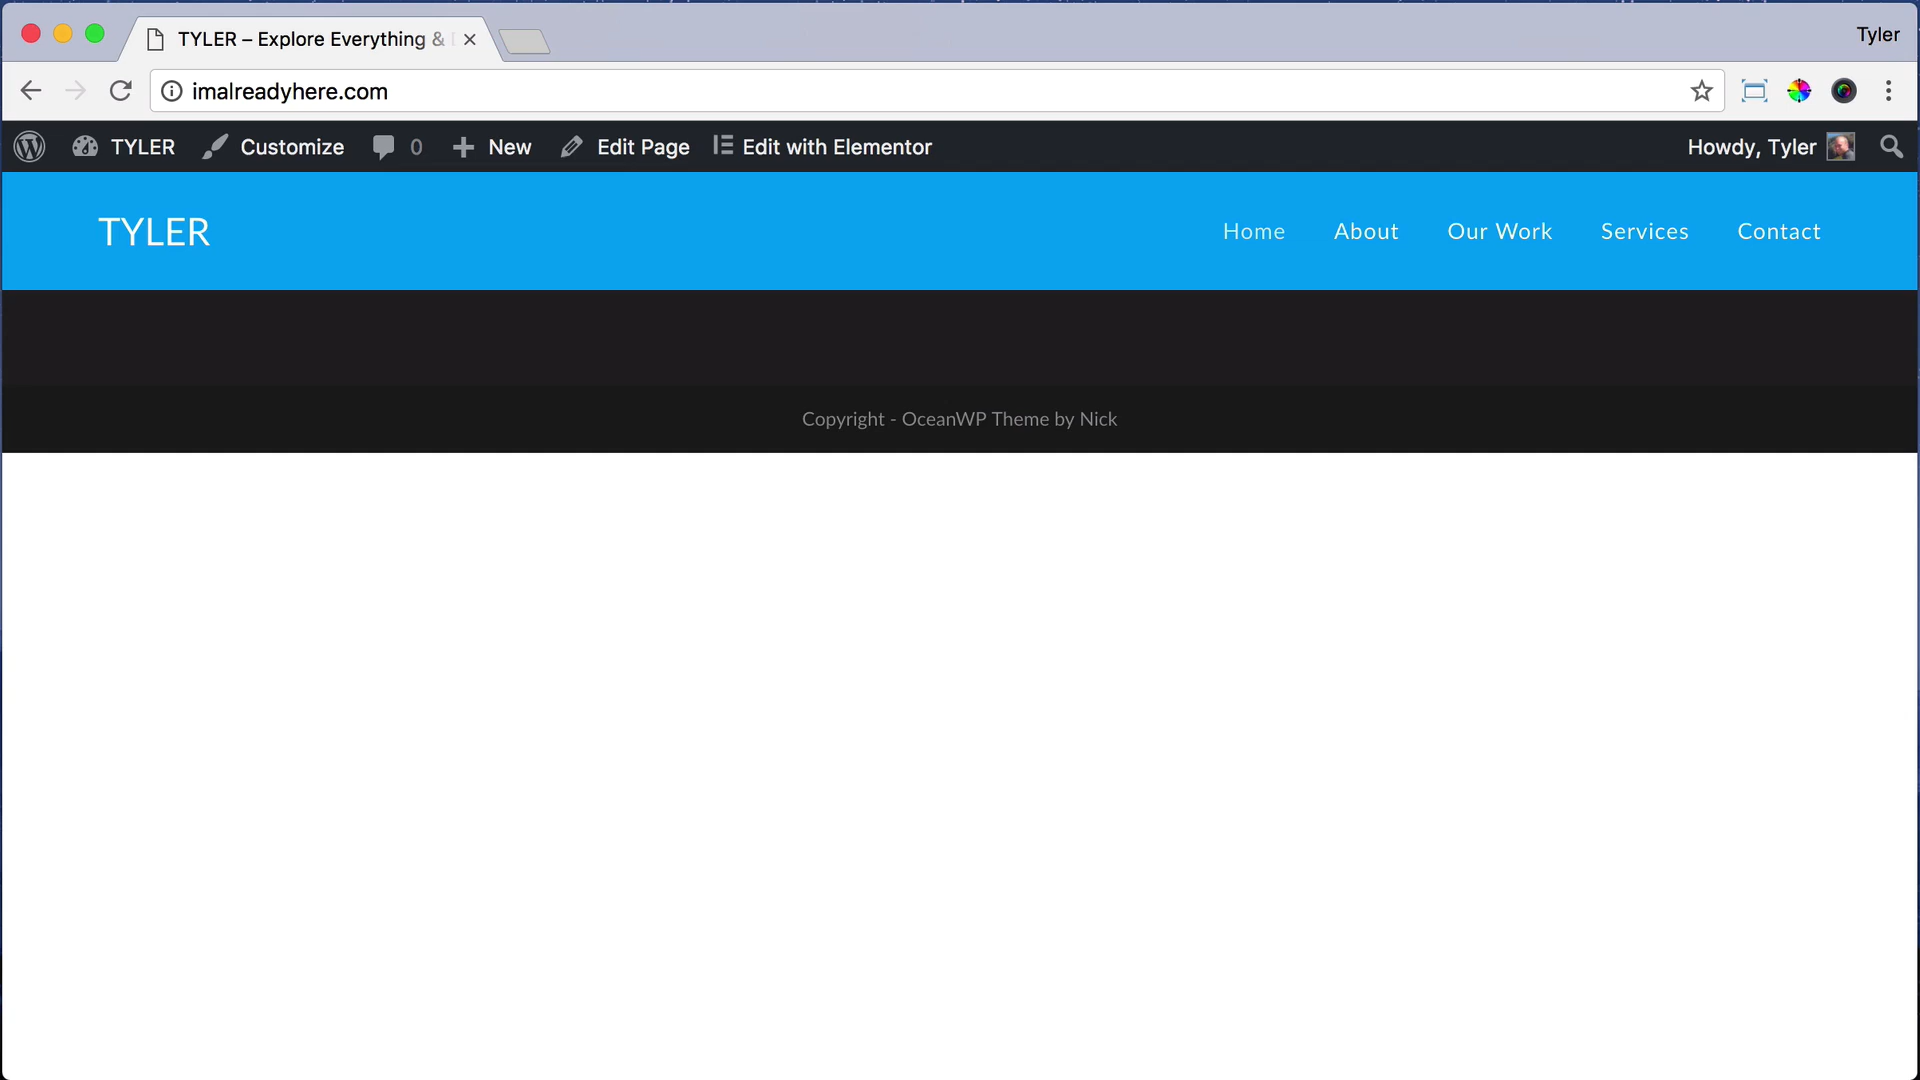 TYLER – Explore Everything &
Tyler
imalreadyhere.com
TYLER Customize 0 New Edit Page Edit with Elementor Howdy, Tyler
TYLER Home About Our Work Services Contact
Copyright - OceanWP Theme by Nick